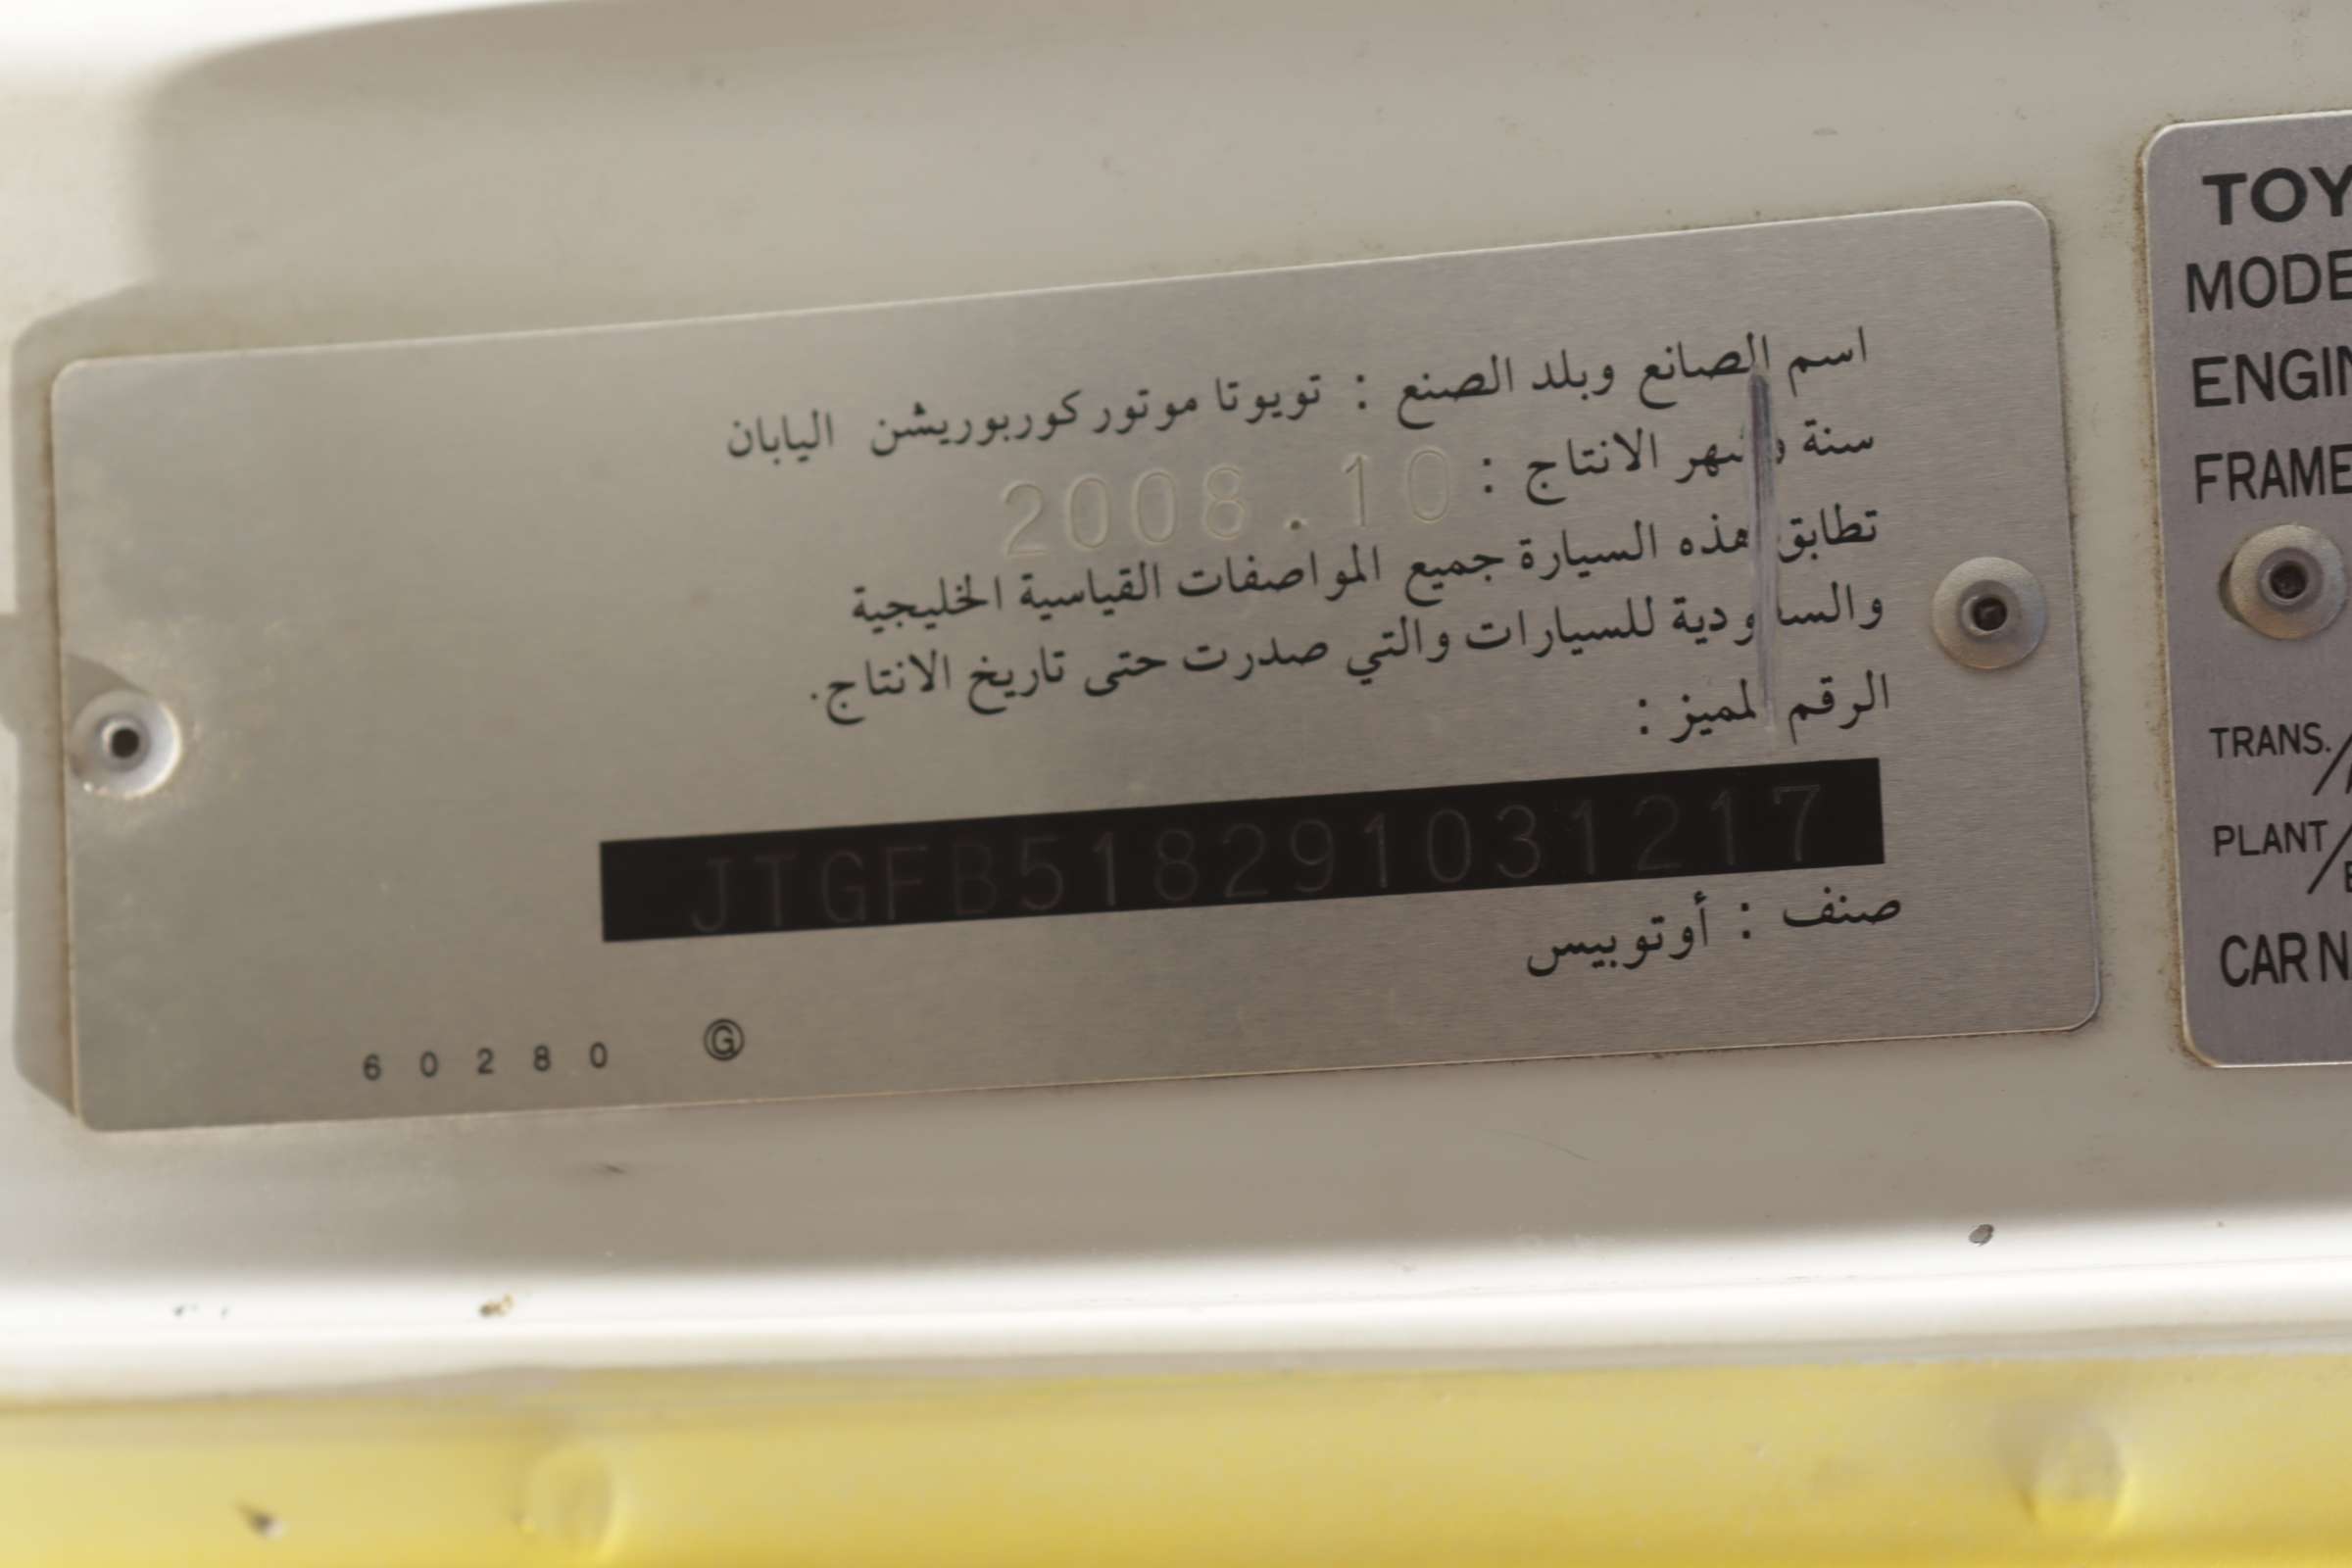 اسم الصانع وبلد الصنع : تويوتا موتور كوربوريشن اليابان
سنة وشهر الانتاج : 2008.10
تطابق هذه السيارة جميع المواصفات القياسية الخليجية
والسعودية للسيارات والتي صدرت حتى تاريخ الانتاج.
الرقم المميز :
JTGFB518291031217
صنف : أوتوبيس
60280 Ⓖ
TOY
MODE
ENGIN
FRAME
TRANS./
PLANT/
CAR N